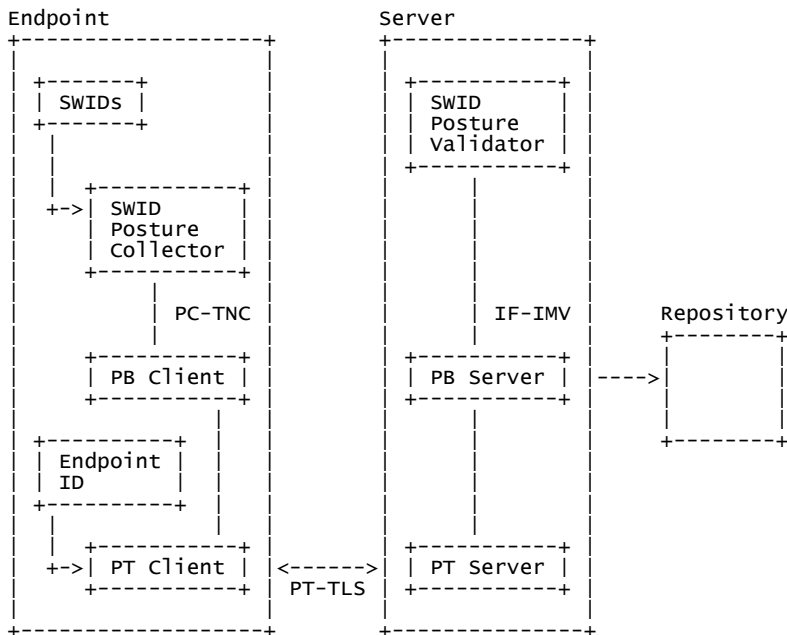 Endpoint Server
SWIDs SWID
Posture
Validator
SWID
Posture
Collector
PC-TNC IF-IMV Repository
PB Client PB Server
Endpoint
ID
PT Client PT Server
PT-TLS